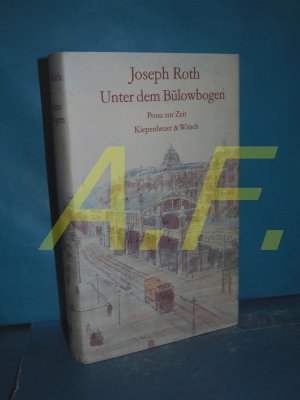 Joseph Roth
Unter dem Bülowbogen
Prosa zur Zeit
Kiepenheuer & Witsch
A.F.